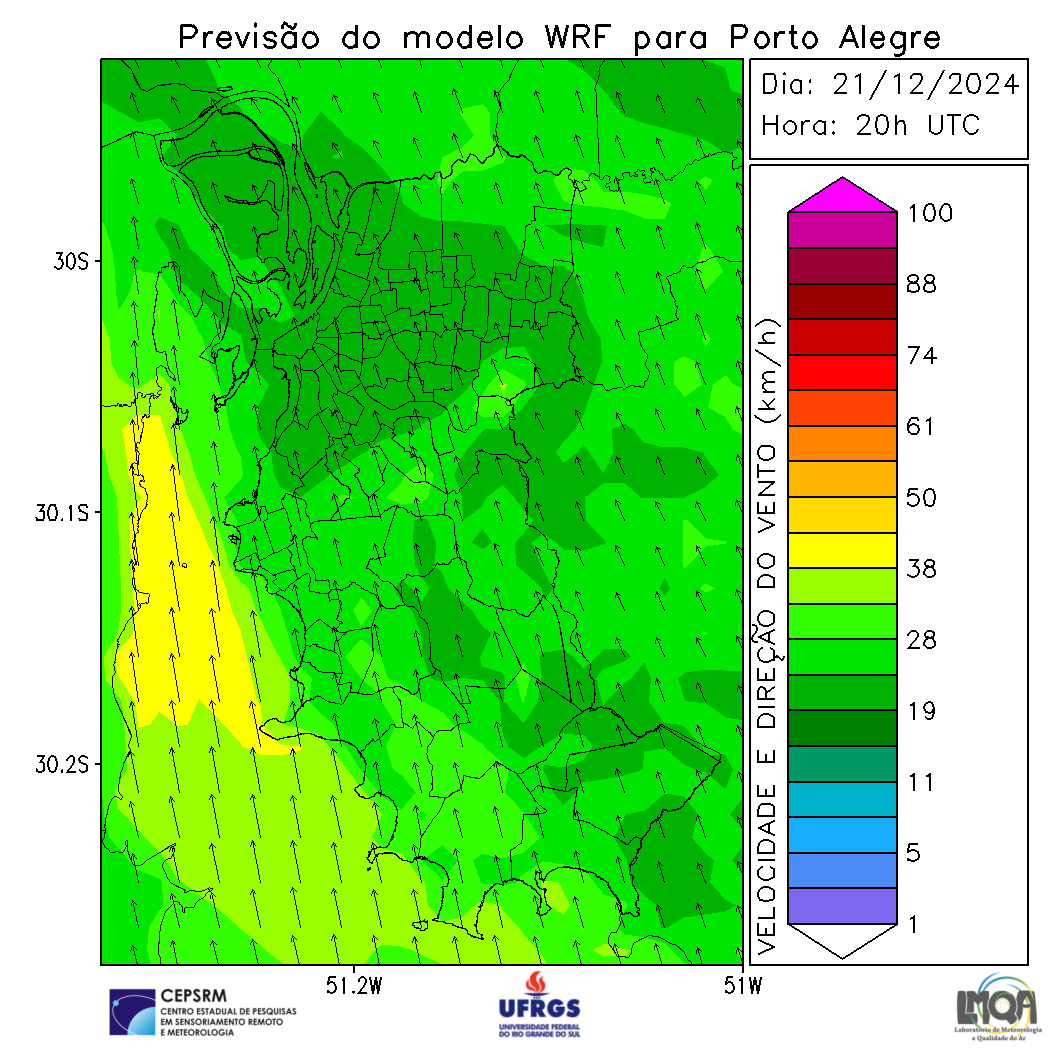 Previsão do modelo WRF para Porto Alegre
Dia: 21/12/2024
Hora: 20h UTC
30S
30.1S
30.2S
51.2W
51W
VELOCIDADE E DIREÇÃO DO VENTO (km/h)
100
88
74
61
50
38
28
19
11
5
1
CEPSRM
CENTRO ESTADUAL DE PESQUISAS
EM SENSORIAMENTO REMOTO
E METEOROLOGIA
UFRGS
UNIVERSIDADE FEDERAL
DO RIO GRANDE DO SUL
LMQA
Laboratório de Meteorologia
e Qualidade do Ar